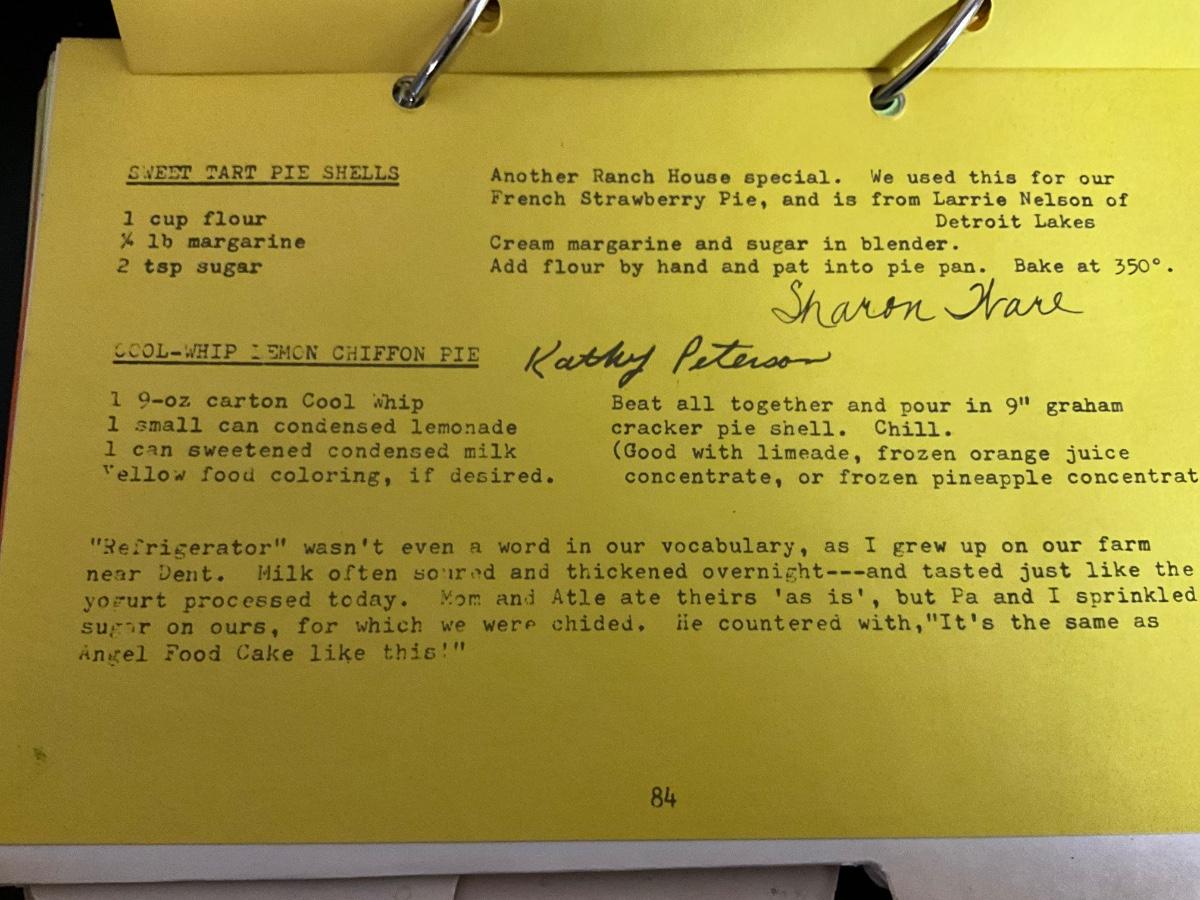 SWEET TART PIE SHELLS
1 cup flour
¼ lb margarine
2 tsp sugar
Another Ranch House special.  We used this for our
French Strawberry Pie, and is from Larrie Nelson of
Detroit Lakes
Cream margarine and sugar in blender.
Add flour by hand and pat into pie pan.  Bake at 350°.
Sharon Ware
COOL-WHIP LEMON CHIFFON PIE
Kathy Peterson
1 9-oz carton Cool Whip
1 small can condensed lemonade
1 can sweetened condensed milk
Yellow food coloring, if desired.
Beat all together and pour in 9" graham
cracker pie shell.  Chill.
(Good with limeade, frozen orange juice
concentrate, or frozen pineapple concentrat
"Refrigerator" wasn't even a word in our vocabulary, as I grew up on our farm
near Dent.  Milk often soured and thickened overnight---and tasted just like the
yogurt processed today.  Mom and Atle ate theirs 'as is', but Pa and I sprinkled
sugar on ours, for which we were chided.  He countered with,"It's the same as
Angel Food Cake like this!"
84